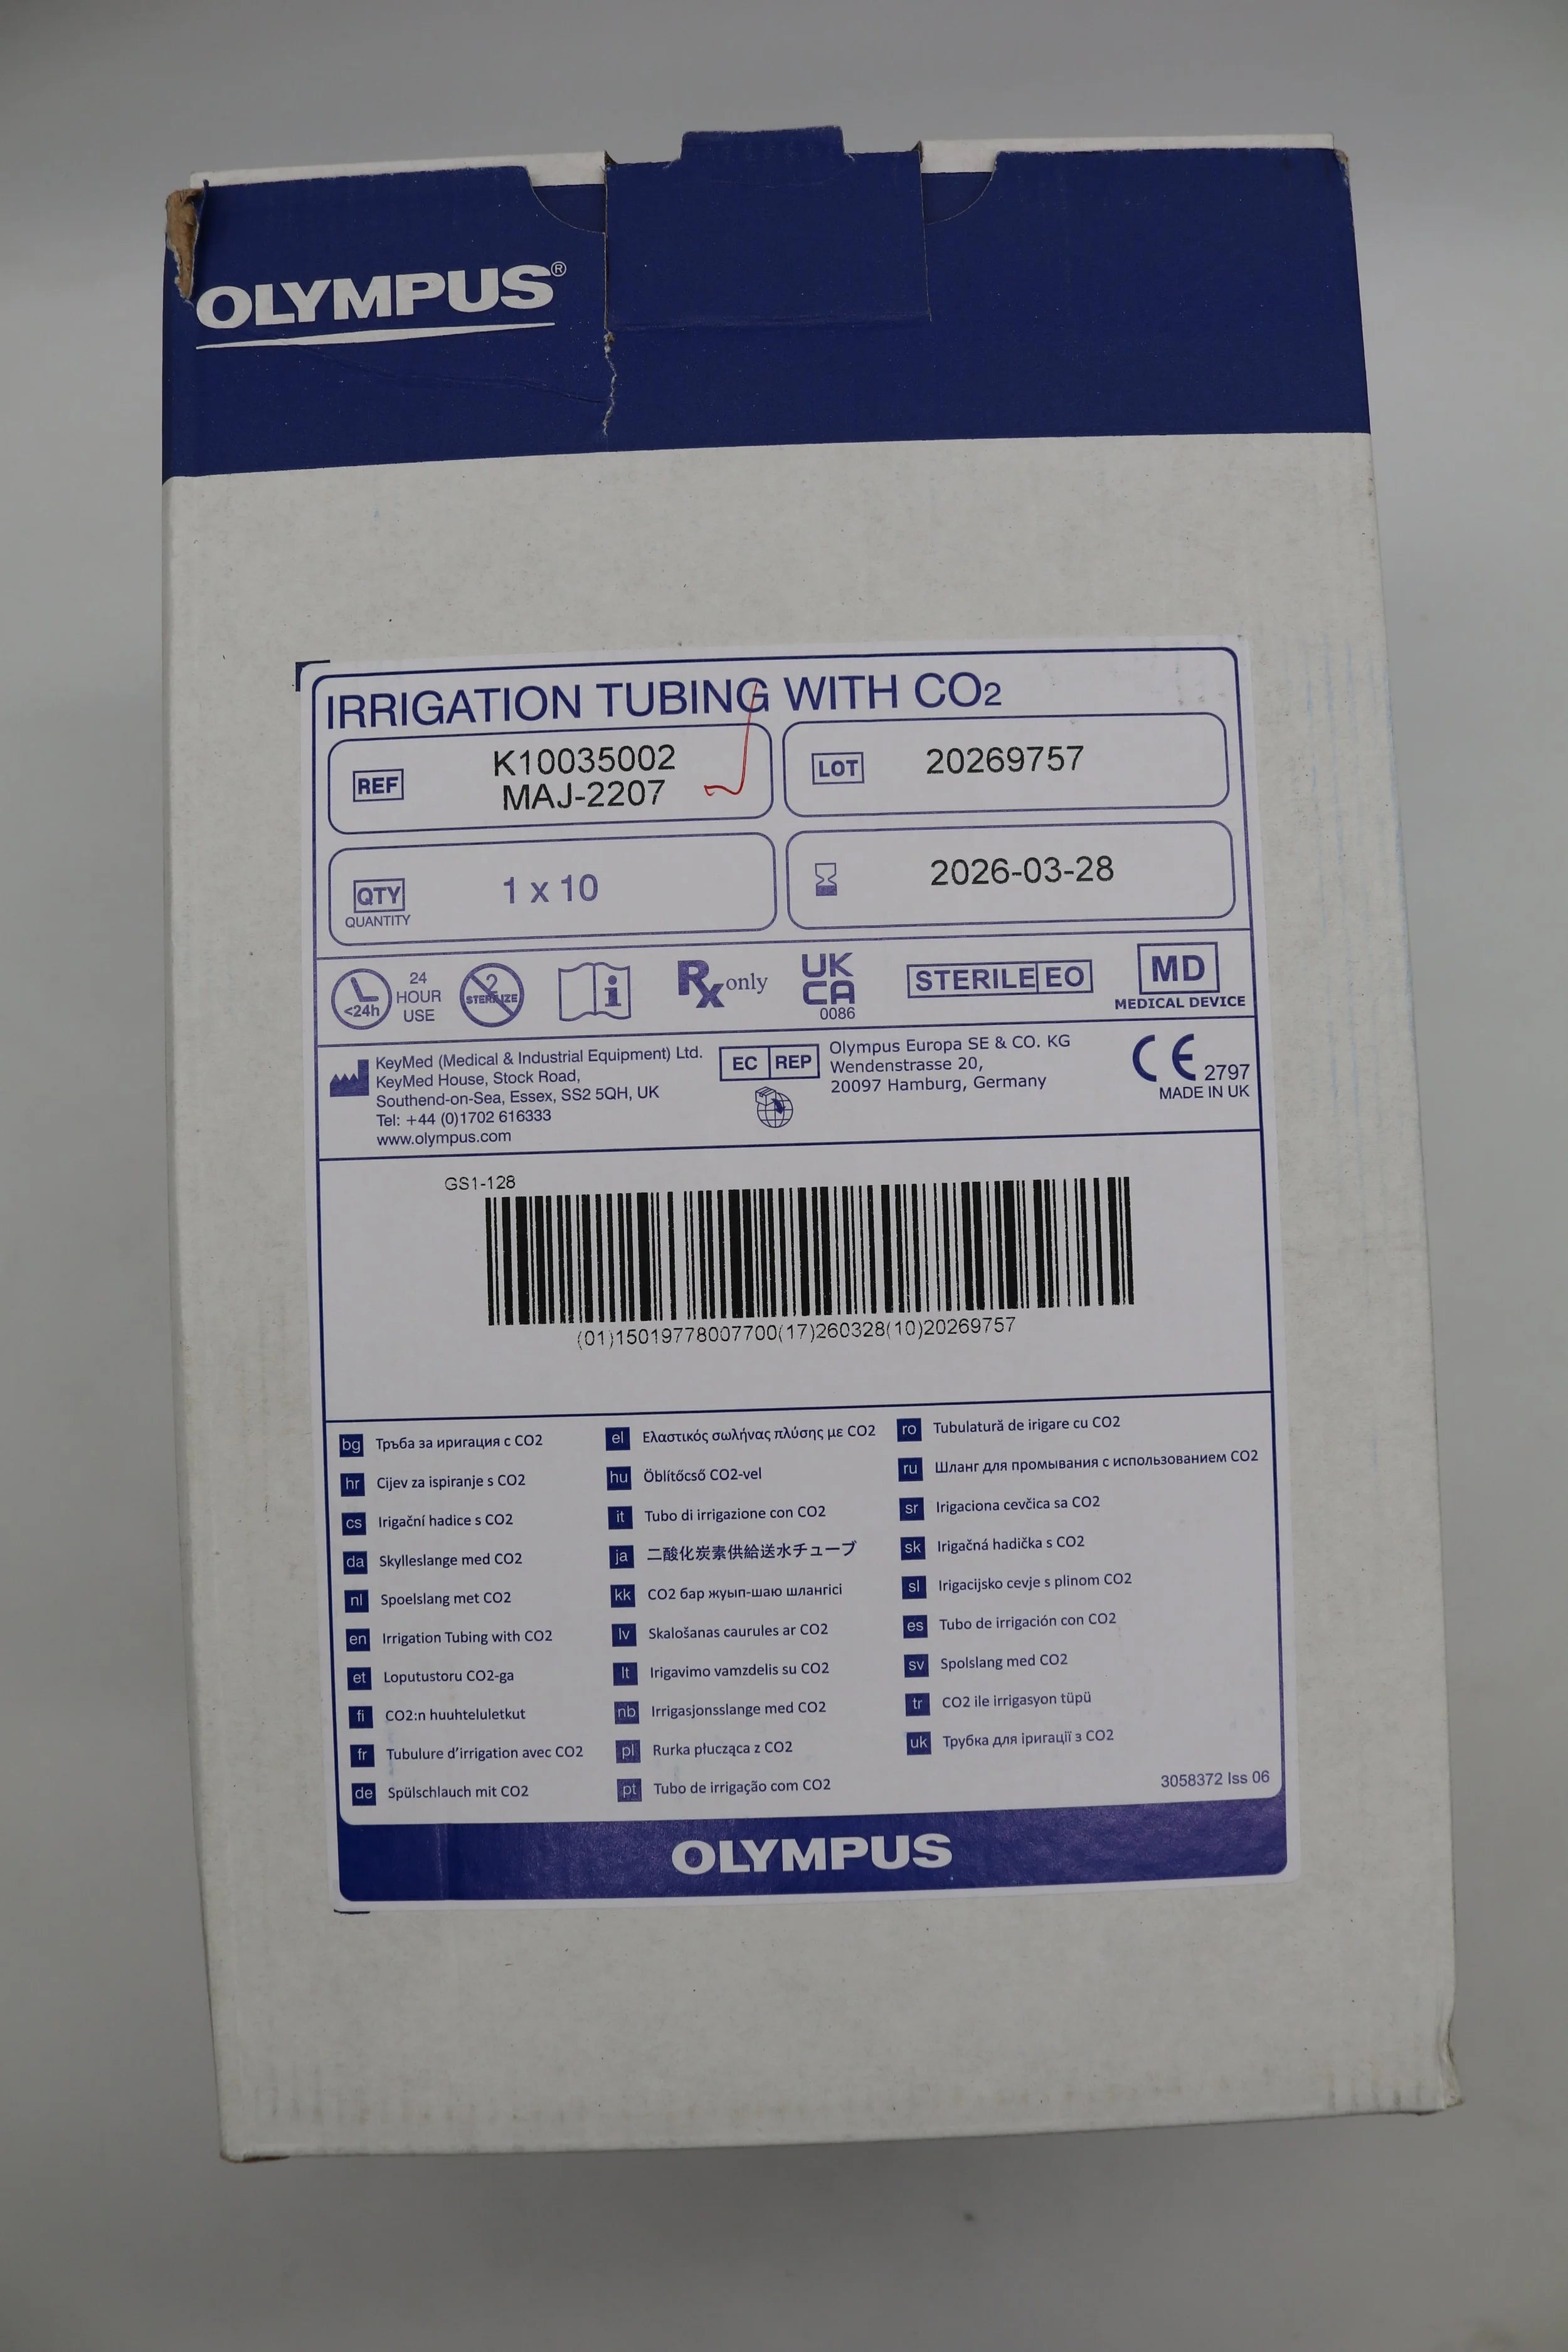 OLYMPUS®
IRRIGATION TUBING WITH CO2
REF
K10035002
MAJ-2207
LOT
20269757
QTY
QUANTITY
1 x 10
2026-03-28
<24h
24
HOUR
USE
2
STERILIZE
i
Rx only
UK
CA
0086
STERILE EO
MD
MEDICAL DEVICE
KeyMed (Medical & Industrial Equipment) Ltd.
KeyMed House, Stock Road,
Southend-on-Sea, Essex, SS2 5QH, UK
Tel: +44 (0)1702 616333
www.olympus.com
EC REP
Olympus Europa SE & CO. KG
Wendenstrasse 20,
20097 Hamburg, Germany
CE 2797
MADE IN UK
GS1-128
(01)15019778007700(17)260328(10)20269757
bg Тръба за иригация с CO2
hr Cijev za ispiranje s CO2
cs Irigační hadice s CO2
da Skylleslange med CO2
nl Spoelslang met CO2
en Irrigation Tubing with CO2
et Loputustoru CO2-ga
fi CO2:n huuhteluletkut
fr Tubulure d'irrigation avec CO2
de Spülschlauch mit CO2
el Ελαστικός σωλήνας πλύσης με CO2
hu Öblítőcső CO2-vel
it Tubo di irrigazione con CO2
ja 二酸化炭素供給送水チューブ
kk CO2 бар жуып-шаю шлангісі
lv Skalošanas caurules ar CO2
lt Irigavimo vamzdelis su CO2
nb Irrigasjonsslange med CO2
pl Rurka płucząca z CO2
pt Tubo de irrigação com CO2
ro Tubulatură de irigare cu CO2
ru Шланг для промывания с использованием CO2
sr Irigaciona cevčica sa CO2
sk Irigačná hadička s CO2
sl Irigacijsko cevje s plinom CO2
es Tubo de irrigación con CO2
sv Spolslang med CO2
tr CO2 ile irrigasyon tüpü
uk Трубка для іригації з CO2
3058372 Iss 06
OLYMPUS